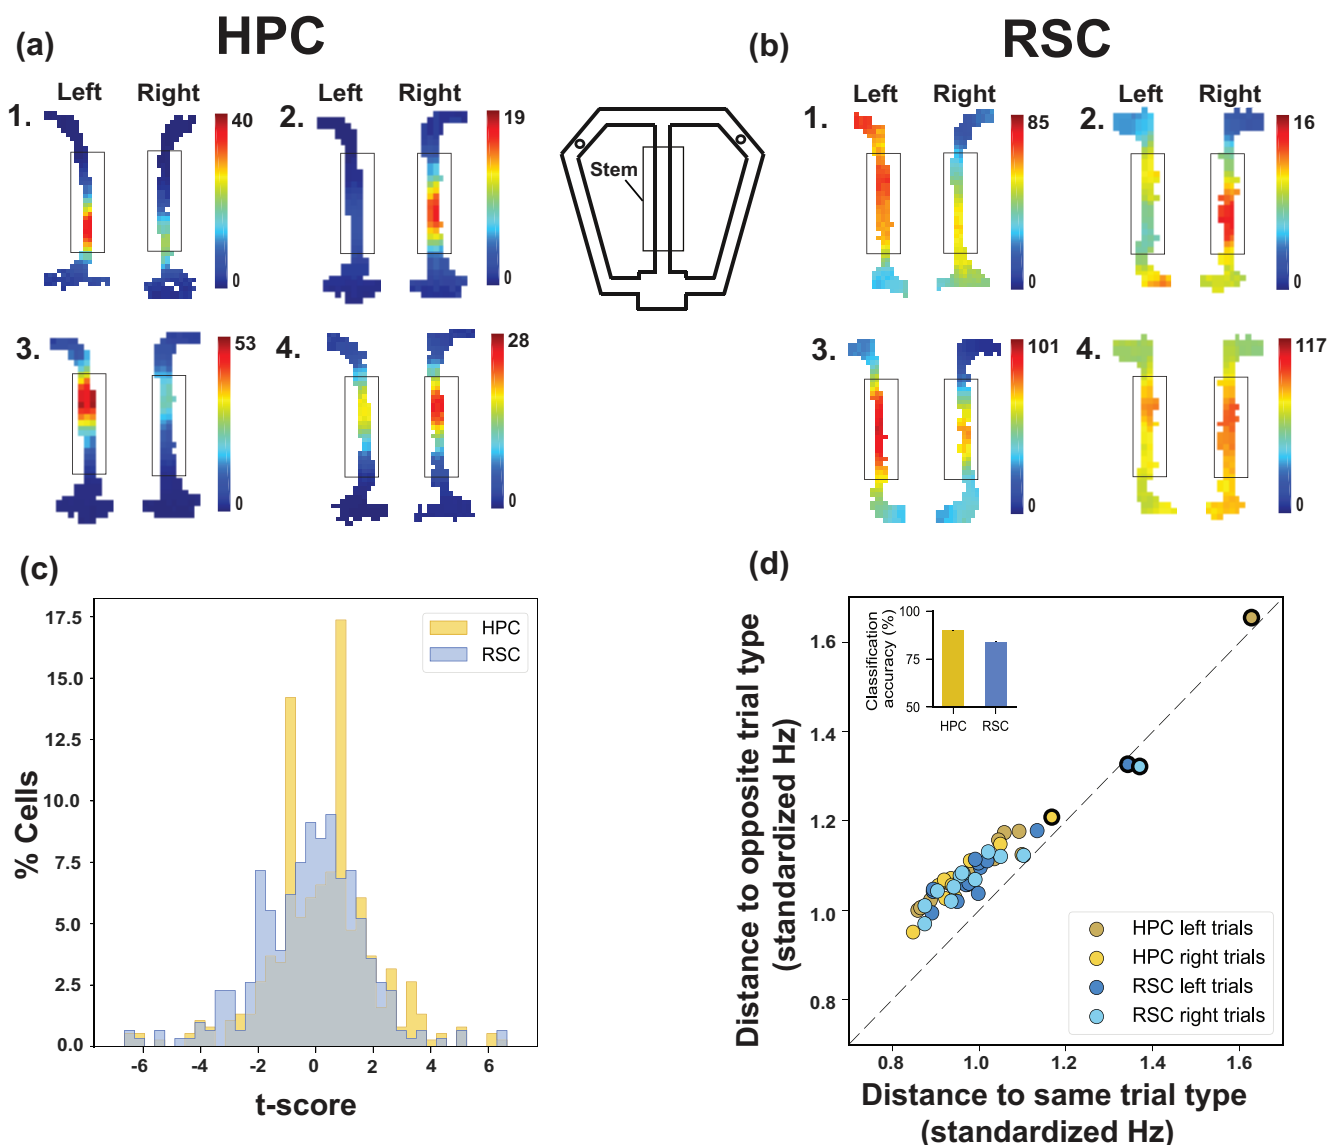 (a) HPC
(b) RSC
Left Right
Left Right
Left Right
Left Right
1. 40 0
2. 19 0
Stem
1. 85 0
2. 16 0
3. 53 0
4. 28 0
3. 101 0
4. 117 0
(c)
% Cells
17.5
15.0
12.5
10.0
7.5
5.0
2.5
0.0
HPC
RSC
-6 -4 -2 0 2 4 6
t-score
(d)
Distance to opposite trial type
(standardized Hz)
1.6
1.4
1.2
1.0
0.8
Classification
accuracy (%)
100
75
50
HPC RSC
HPC left trials
HPC right trials
RSC left trials
RSC right trials
0.8 1.0 1.2 1.4 1.6
Distance to same trial type
(standardized Hz)